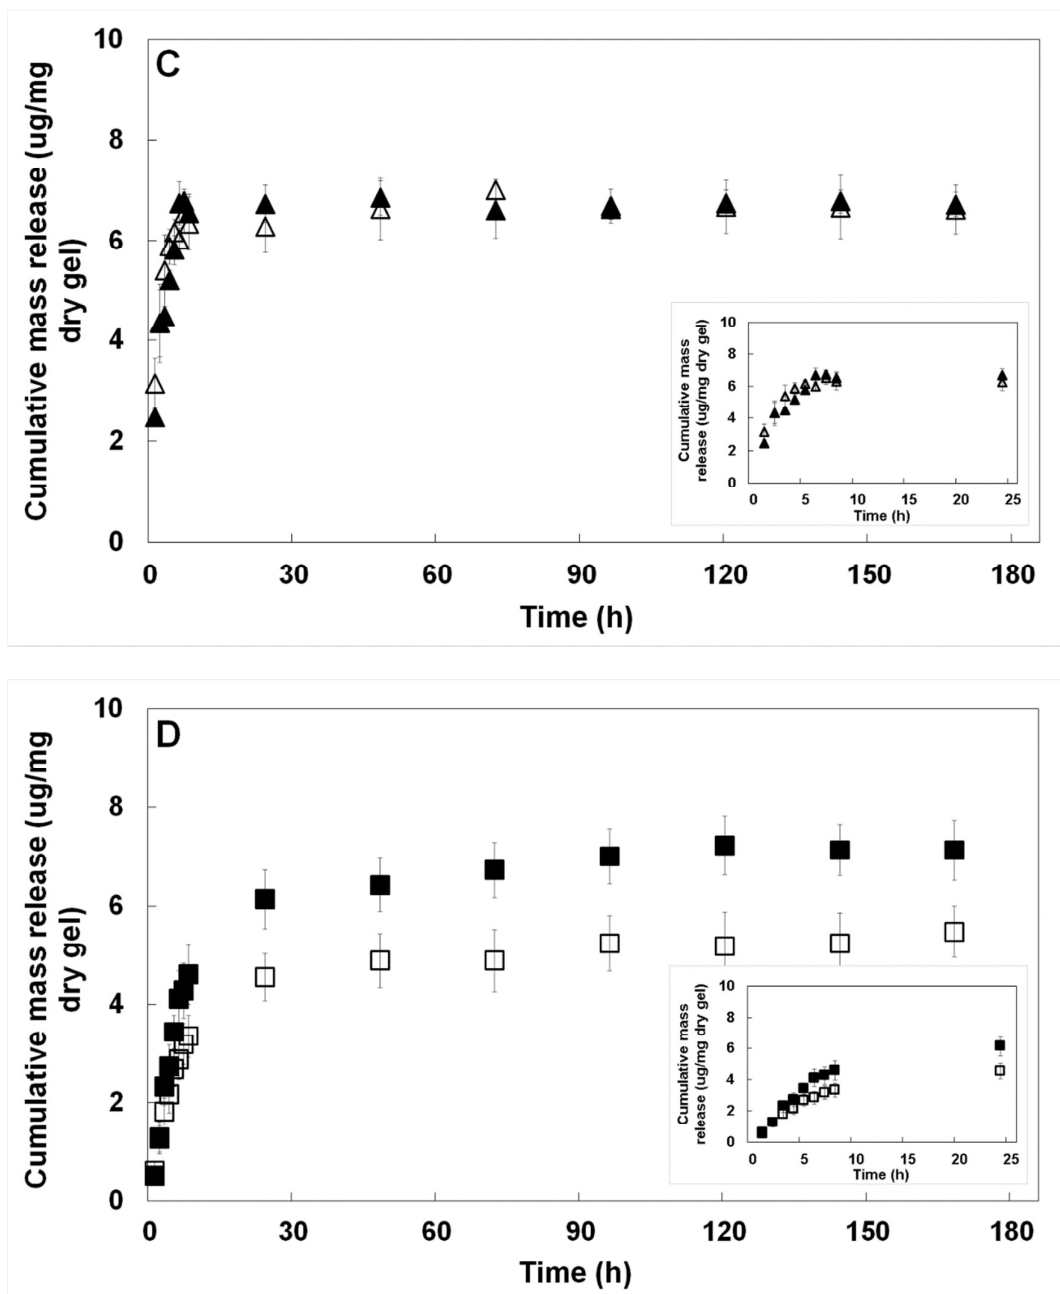 C
Cumulative mass release (ug/mg
dry gel)
10
8
6
4
2
0
0 30 60 90 120 150 180
Time (h)
Cumulative mass
release (ug/mg dry gel)
10
8
6
4
2
0
0 5 10 15 20 25
Time (h)
D
Cumulative mass release (ug/mg
dry gel)
10
8
6
4
2
0
0 30 60 90 120 150 180
Time (h)
Cumulative mass
release (ug/mg dry gel)
10
8
6
4
2
0
0 5 10 15 20 25
Time (h)